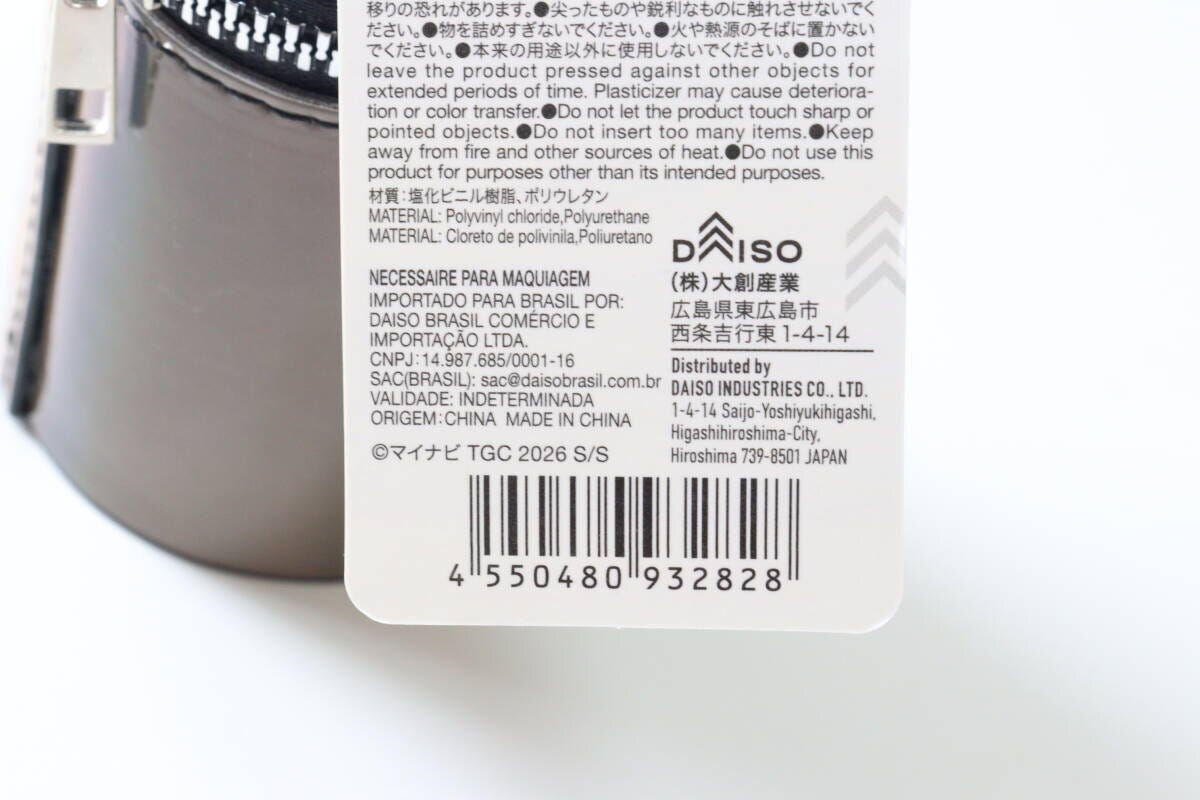 移りの恐れがあります。●尖ったものや鋭利なものに触れさせないでく
ださい。●物を詰めすぎないでください。●火や熱源のそばに置かない
でください。●本来の用途以外に使用しないでください。●Do not
leave the product pressed against other objects for
extended periods of time. Plasticizer may cause deteriora-
tion or color transfer.●Do not let the product touch sharp or
pointed objects.●Do not insert too many items.●Keep
away from fire and other sources of heat.●Do not use this
product for purposes other than its intended purposes.
材質：塩化ビニル樹脂、ポリウレタン
MATERIAL: Polyvinyl chloride,Polyurethane
MATERIAL: Cloreto de polivinila,Poliuretano
NECESSAIRE PARA MAQUIAGEM
IMPORTADO PARA BRASIL POR:
DAISO BRASIL COMÉRCIO E
IMPORTAÇÃO LTDA.
CNPJ:14.987.685/0001-16
SAC(BRASIL): sac@daisobrasil.com.br
VALIDADE: INDETERMINADA
ORIGEM:CHINA MADE IN CHINA
©マイナビ TGC 2026 S/S
DAISO
(株)大創産業
広島県東広島市
西条吉行東1-4-14
Distributed by
DAISO INDUSTRIES CO., LTD.
1-4-14 Saijo-Yoshiyukihigashi,
Higashihiroshima-City,
Hiroshima 739-8501 JAPAN
4 550480 932828